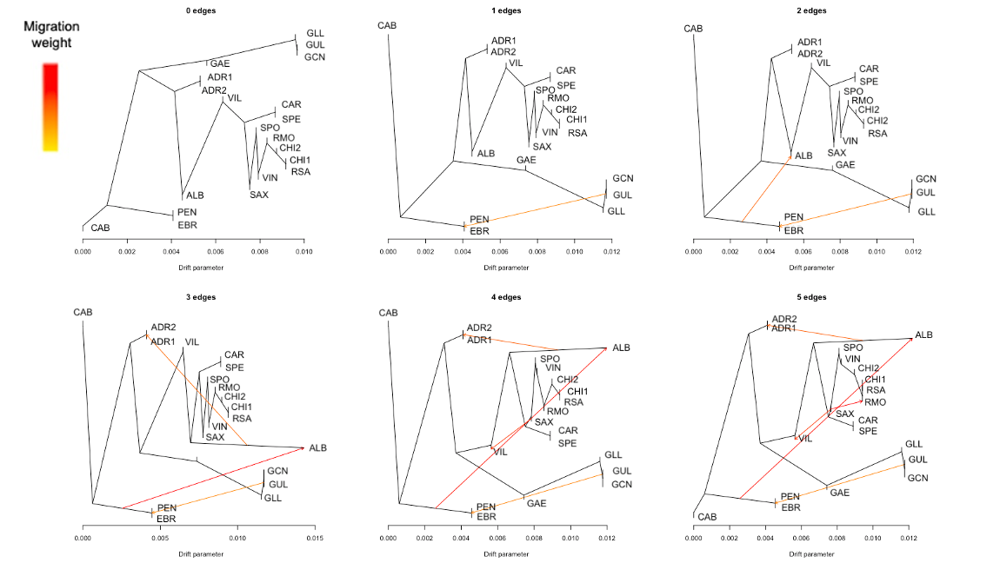 Migration
weight
0 edges
GLL
GUL
GCN
GAE
ADR1
ADR2
VIL
CAR
SPE
SPO
RMO
CHI2
CHI1
RSA
VIN
SAX
ALB
PEN
EBR
CAB
0.000 0.002 0.004 0.006 0.008 0.010
Drift parameter
1 edges
CAB
ADR1
ADR2
VIL
CAR
SPE
SPO
RMO
CHI2
CHI1
VIN
RSA
SAX
ALB
GAE
GCN
GUL
GLL
PEN
EBR
0.000 0.002 0.004 0.006 0.008 0.010 0.012
Drift parameter
2 edges
CAB
ADR1
ADR2
VIL
CAR
SPE
SPO
RMO
CHI2
CHI1
RSA
VIN
SAX
ALB
GAE
GCN
GUL
GLL
PEN
EBR
0.000 0.002 0.004 0.006 0.008 0.010 0.012
Drift parameter
3 edges
CAB
ADR2
ADR1
VIL
CAR
SPE
SPO
RMO
CHI2
CHI1
RSA
VIN
SAX
ALB
GCN
GUL
GLL
PEN
EBR
0.000 0.005 0.010 0.015
Drift parameter
4 edges
CAB
ADR2
ADR1
ALB
SPO
VIN
CHI2
CHI1
RSA
RMO
SAX
CAR
SPE
VIL
GLL
GUL
GCN
GAE
PEN
EBR
0.000 0.002 0.004 0.006 0.008 0.010 0.012
Drift parameter
5 edges
ADR2
ADR1
ALB
SPO
VIN
CHI2
CHI1
RSA
RMO
SAX
CAR
SPE
VIL
GLL
GUL
GCN
GAE
PEN
EBR
CAB
0.000 0.002 0.004 0.006 0.008 0.010 0.012
Drift parameter